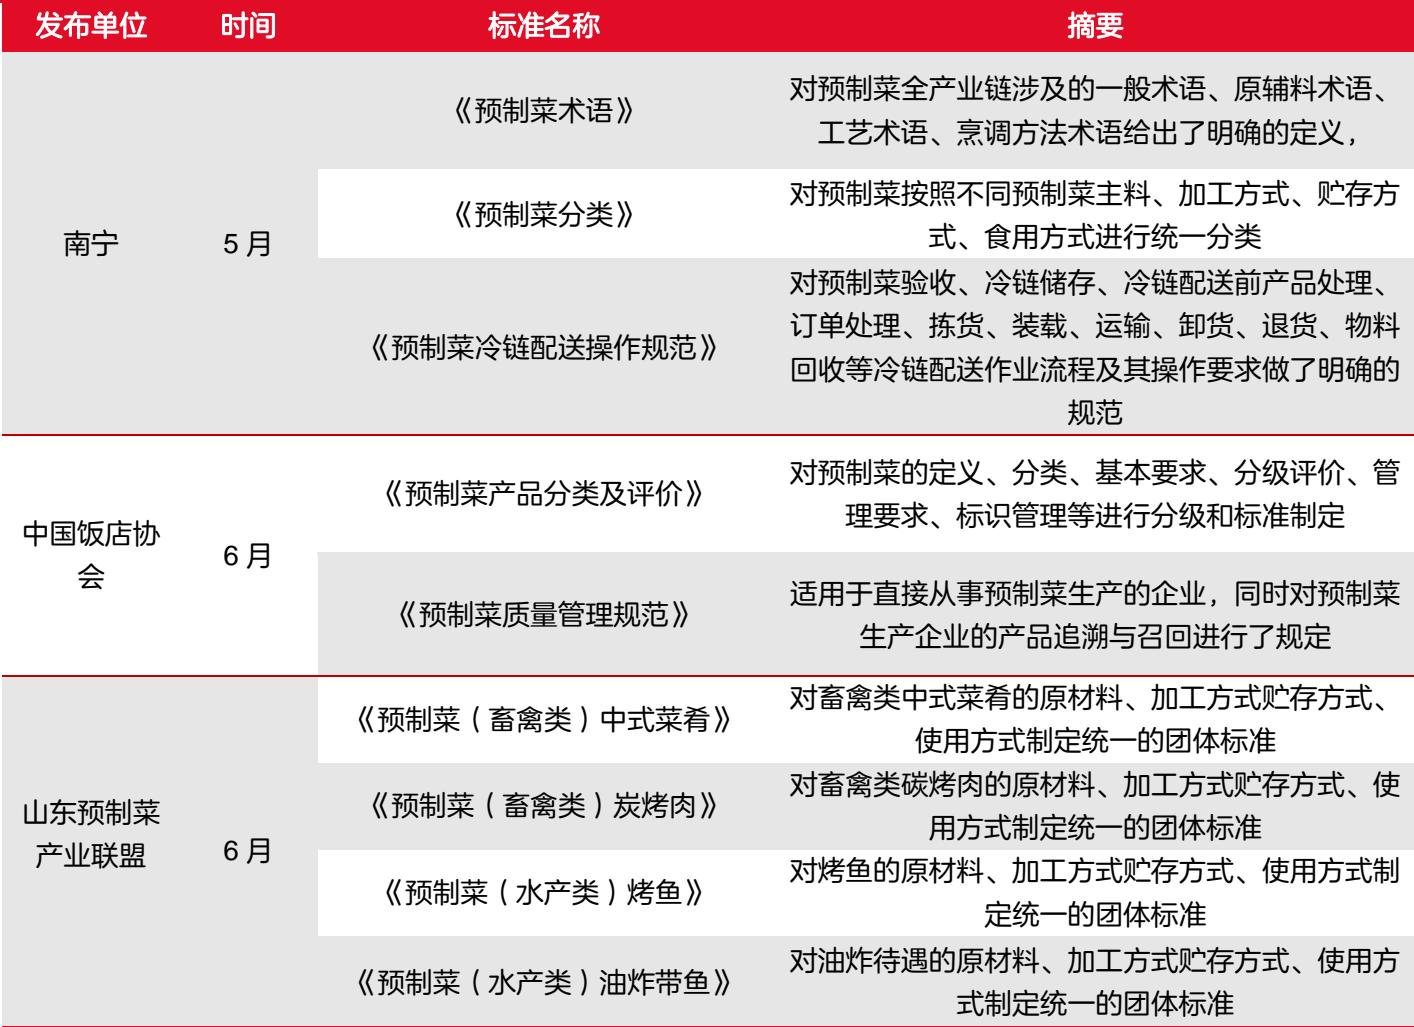 发布单位 时间 标准名称 摘要
《预制菜术语》
对预制菜全产业链涉及的一般术语、原辅料术语、
工艺术语、烹调方法术语给出了明确的定义，
南宁 5 月
《预制菜分类》
对预制菜按照不同预制菜主料、加工方式、贮存方
式、食用方式进行统一分类
《预制菜冷链配送操作规范》
对预制菜验收、冷链储存、冷链配送前产品处理、
订单处理、拣货、装载、运输、卸货、退货、物料
回收等冷链配送作业流程及其操作要求做了明确的
规范
中国饭店协
会
6 月
《预制菜产品分类及评价》
对预制菜的定义、分类、基本要求、分级评价、管
理要求、标识管理等进行分级和标准制定
《预制菜质量管理规范》
适用于直接从事预制菜生产的企业，同时对预制菜
生产企业的产品追溯与召回进行了规定
山东预制菜
产业联盟
6 月
《预制菜（畜禽类）中式菜肴》
对畜禽类中式菜肴的原材料、加工方式贮存方式、
使用方式制定统一的团体标准
《预制菜（畜禽类）炭烤肉》
对畜禽类碳烤肉的原材料、加工方式贮存方式、使
用方式制定统一的团体标准
《预制菜（水产类）烤鱼》
对烤鱼的原材料、加工方式贮存方式、使用方式制
定统一的团体标准
《预制菜（水产类）油炸带鱼》
对油炸待遇的原材料、加工方式贮存方式、使用方
式制定统一的团体标准